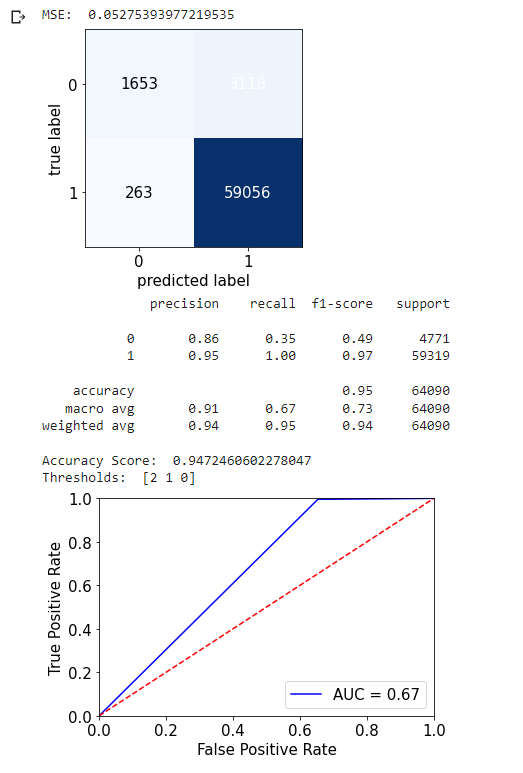 MSE: 0.05275393977219535
0 1653 3118
true label
1 263 59056
0 1
predicted label
precision recall f1-score support
0 0.86 0.35 0.49 4771
1 0.95 1.00 0.97 59319
accuracy 0.95 64090
macro avg 0.91 0.67 0.73 64090
weighted avg 0.94 0.95 0.94 64090
Accuracy Score: 0.9472460602278047
Thresholds: [2 1 0]
1.0
0.8
0.6
0.4
0.2
0.0
True Positive Rate
AUC = 0.67
0.0 0.2 0.4 0.6 0.8 1.0
False Positive Rate